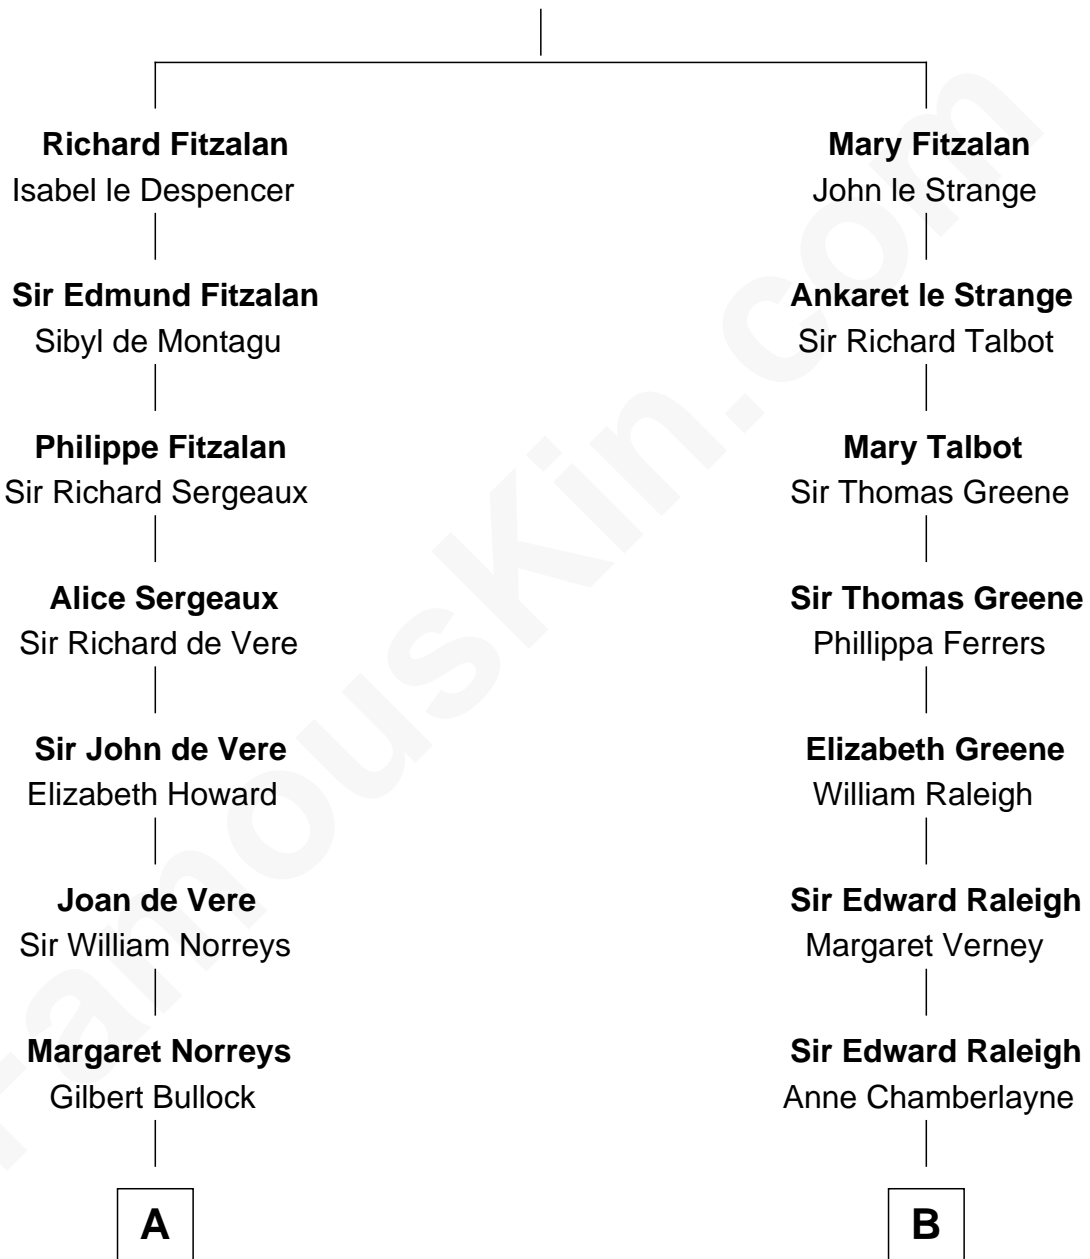 Richard Fitzalan
Isabel le Despencer
Sir Edmund Fitzalan
Sibyl de Montagu
Philippe Fitzalan
Sir Richard Sergeaux
Alice Sergeaux
Sir Richard de Vere
Sir John de Vere
Elizabeth Howard
Joan de Vere
Sir William Norreys
Margaret Norreys
Gilbert Bullock
A
Mary Fitzalan
John le Strange
Ankaret le Strange
Sir Richard Talbot
Mary Talbot
Sir Thomas Greene
Sir Thomas Greene
Phillippa Ferrers
Elizabeth Greene
William Raleigh
Sir Edward Raleigh
Margaret Verney
Sir Edward Raleigh
Anne Chamberlayne
B
FamousKin.com